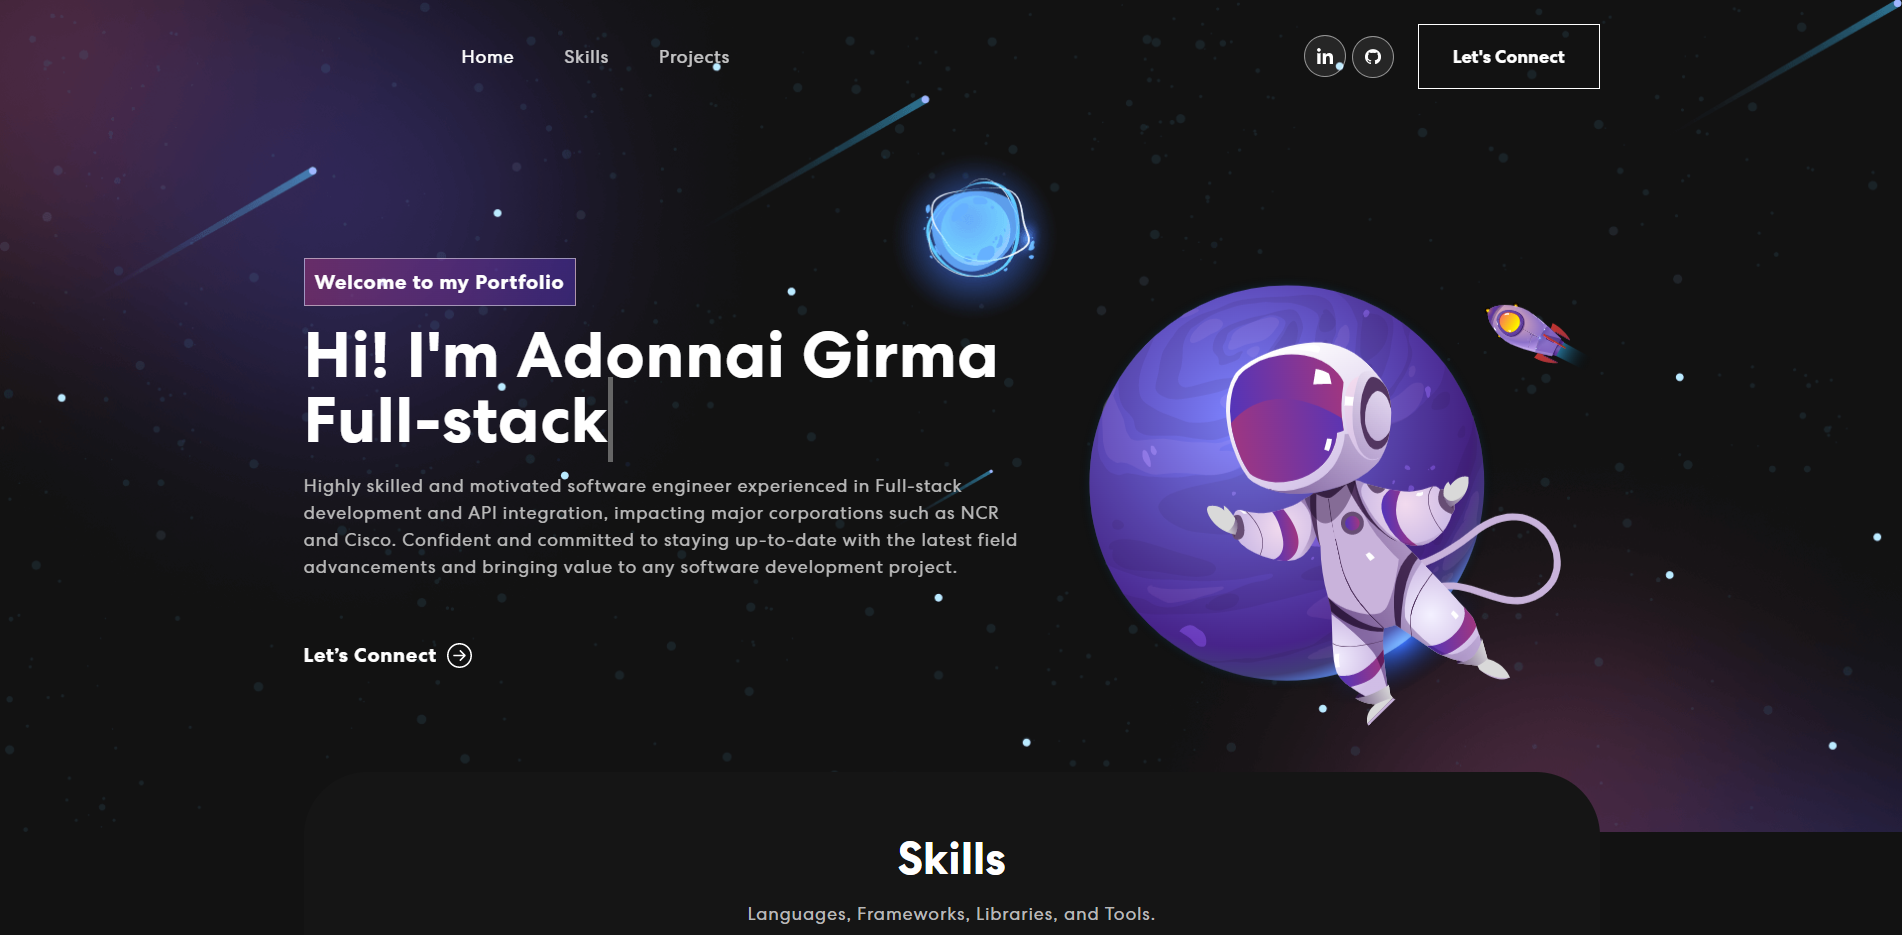 Home Skills Projects in Let's Connect
Welcome to my Portfolio
Hi! I'm Adonnai Girma
Full-stack
Highly skilled and motivated software engineer experienced in Full-stack
development and API integration, impacting major corporations such as NCR
and Cisco. Confident and committed to staying up-to-date with the latest field
advancements and bringing value to any software development project.
Let’s Connect
Skills
Languages, Frameworks, Libraries, and Tools.